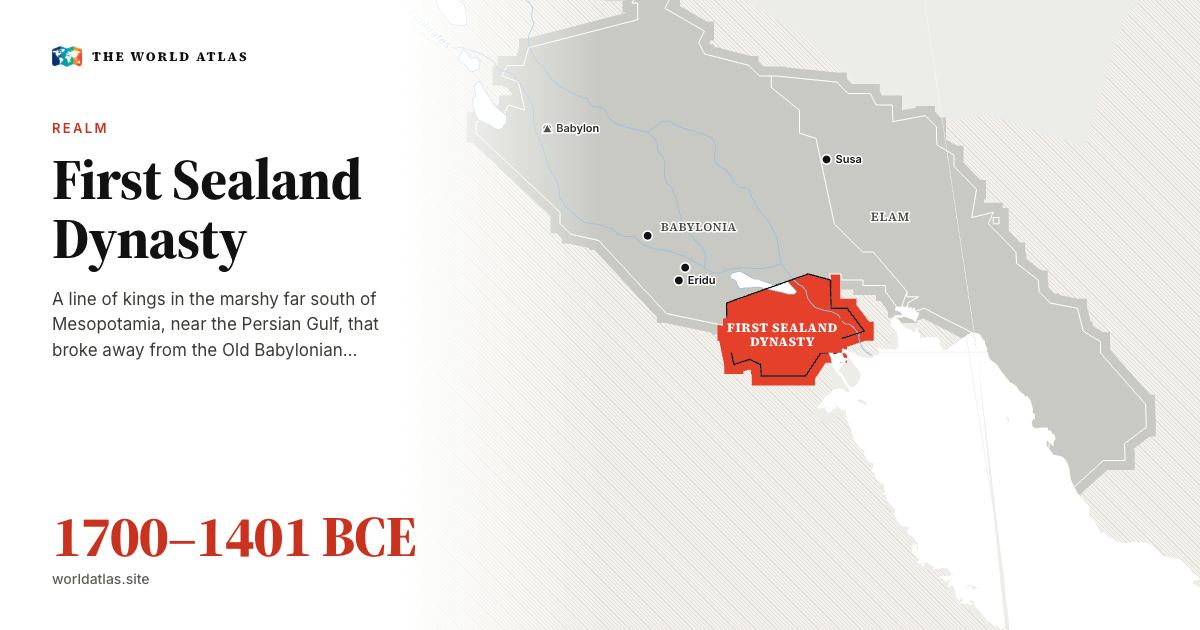 THE WORLD ATLAS
REALM
First Sealand
Dynasty
A line of kings in the marshy far south of
Mesopotamia, near the Persian Gulf, that
broke away from the Old Babylonian...
1700–1401 BCE
worldatlas.site
Babylon
Susa
ELAM
BABYLONIA
Eridu
FIRST SEALAND
DYNASTY